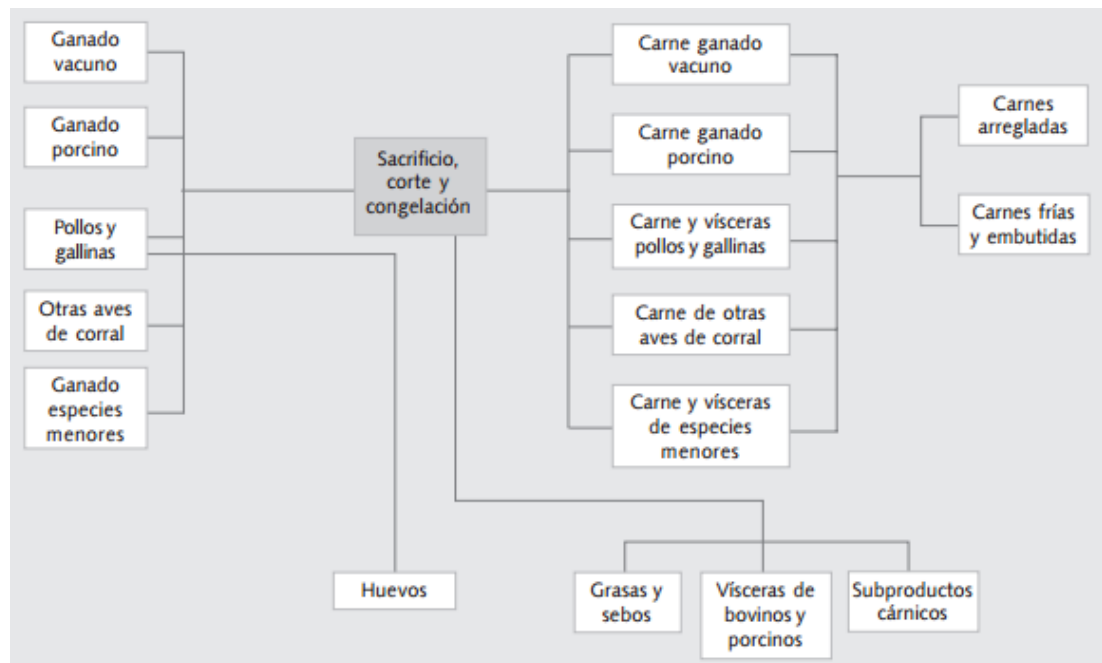 Ganado
vacuno
Ganado
porcino
Pollos y
gallinas
Otras aves
de corral
Ganado
especies
menores
Sacrificio,
corte y
congelación
Carne ganado
vacuno
Carne ganado
porcino
Carne y vísceras
pollos y gallinas
Carne de otras
aves de corral
Carne y vísceras
de especies
menores
Carnes
arregladas
Carnes frías
y embutidas
Huevos
Grasas y
sebos
Vísceras de
bovinos y
porcinos
Subproductos
cárnicos